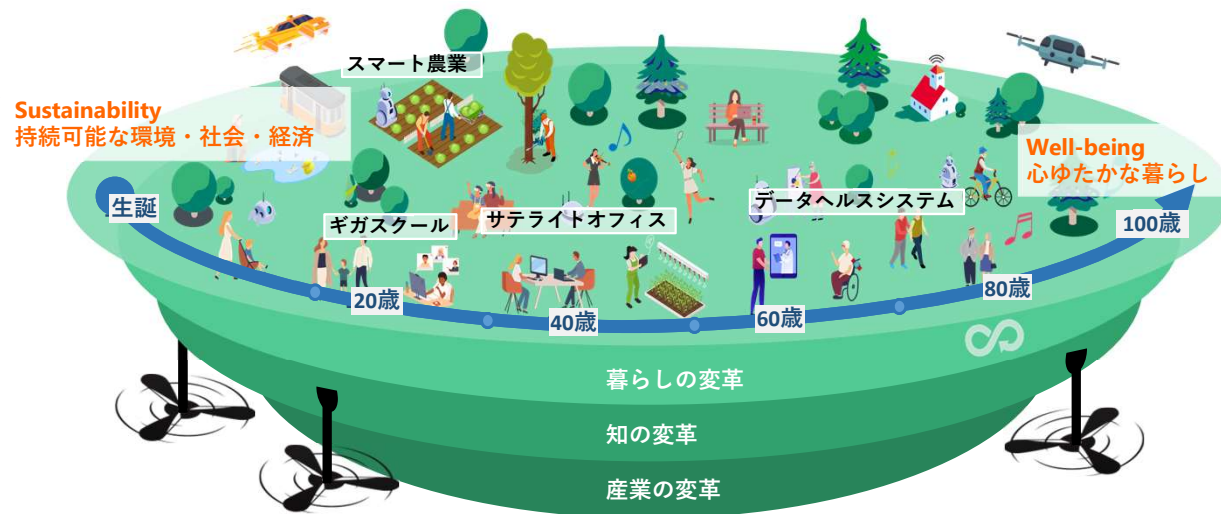 スマート農業
Sustainability
持続可能な環境・社会・経済
Well-being
心ゆたかな暮らし
生誕
ギガスクール
サテライトオフィス
データヘルスシステム
100歳
20歳
40歳
60歳
80歳
暮らしの変革
知の変革
産業の変革